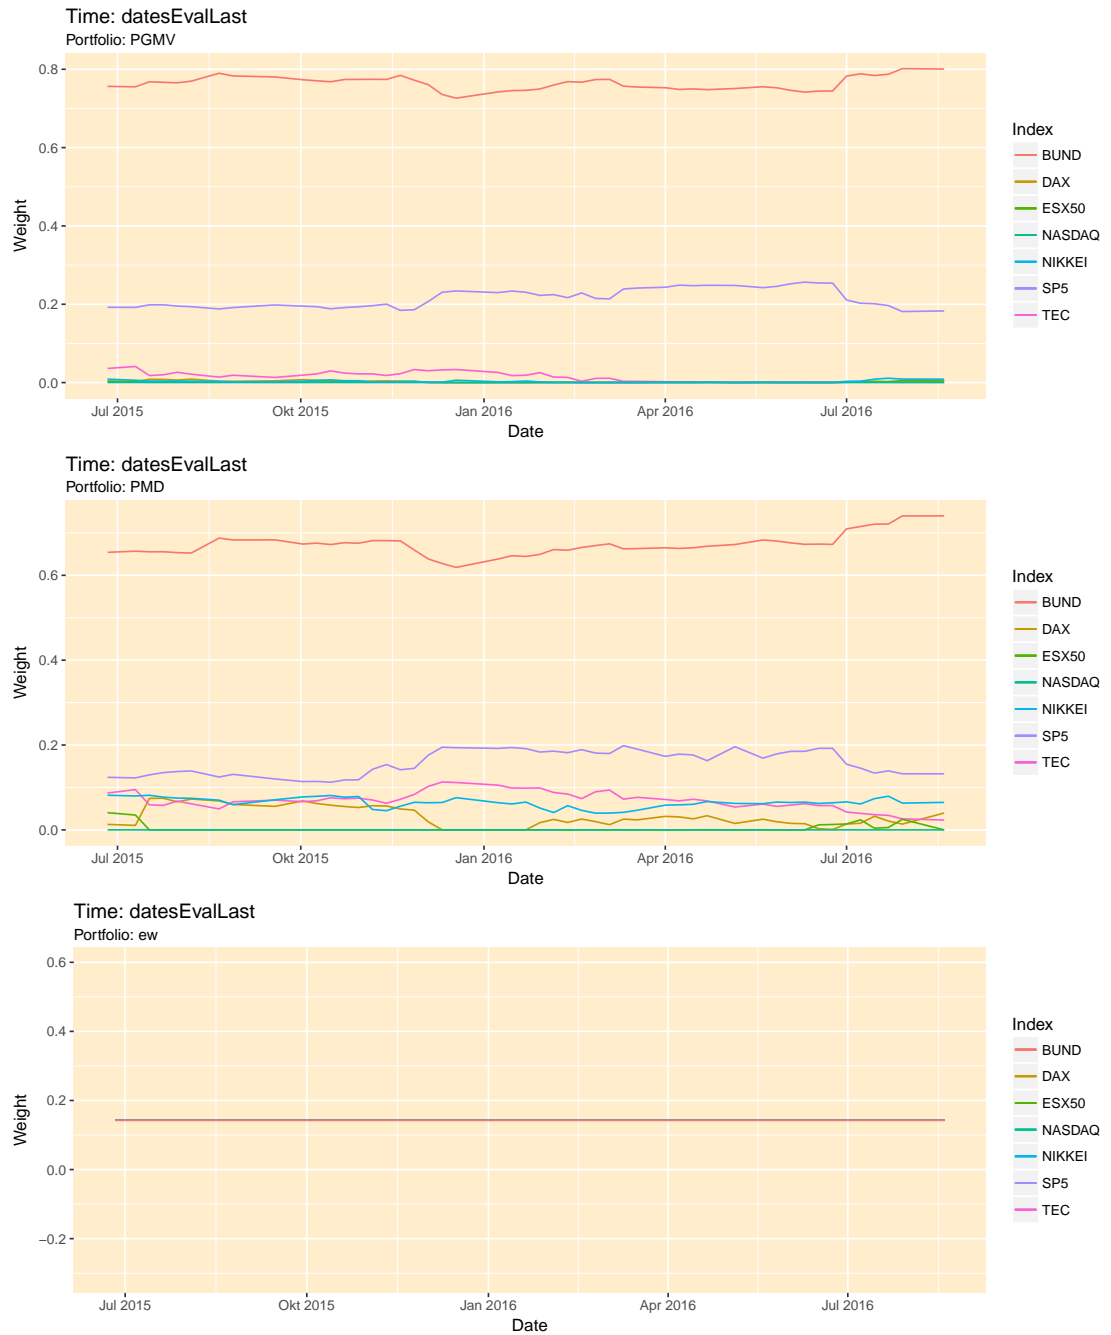 Time: datesEvalLast
Portfolio: PGMV
Weight
0.8
0.6
0.4
0.2
0.0
Jul 2015 Okt 2015 Jan 2016 Apr 2016 Jul 2016
Date
Index
BUND
DAX
ESX50
NASDAQ
NIKKEI
SP5
TEC
Time: datesEvalLast
Portfolio: PMD
Weight
0.6
0.4
0.2
0.0
Jul 2015 Okt 2015 Jan 2016 Apr 2016 Jul 2016
Date
Index
BUND
DAX
ESX50
NASDAQ
NIKKEI
SP5
TEC
Time: datesEvalLast
Portfolio: ew
Weight
0.6
0.4
0.2
0.0
−0.2
Jul 2015 Okt 2015 Jan 2016 Apr 2016 Jul 2016
Date
Index
BUND
DAX
ESX50
NASDAQ
NIKKEI
SP5
TEC